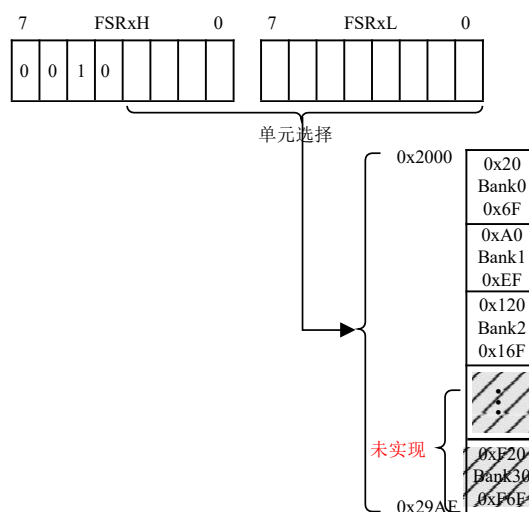 7 FSRxH 0 7 FSRxL 0
0 0 1 0
单元选择
0x2000
0x20
Bank0
0x6F
0xA0
Bank1
0xEF
0x120
Bank2
0x16F
未实现
0xF20
Bank30
0xF6F
0x29AF